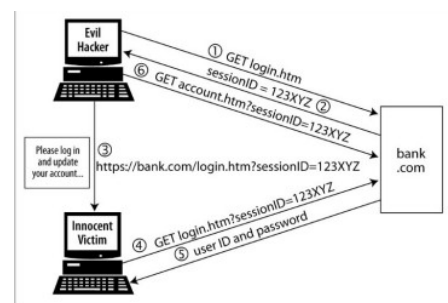 Evil
Hacker
① GET login.htm
sessionID = 123XYZ ②
⑥ GET account.htm?sessionID=123XYZ
bank
.com
Please log in
and update
your account...
③
https://bank.com/login.htm?sessionID=123XYZ
Innocent
Victim
④ GET login.htm?sessionID=123XYZ
⑤ user ID and password